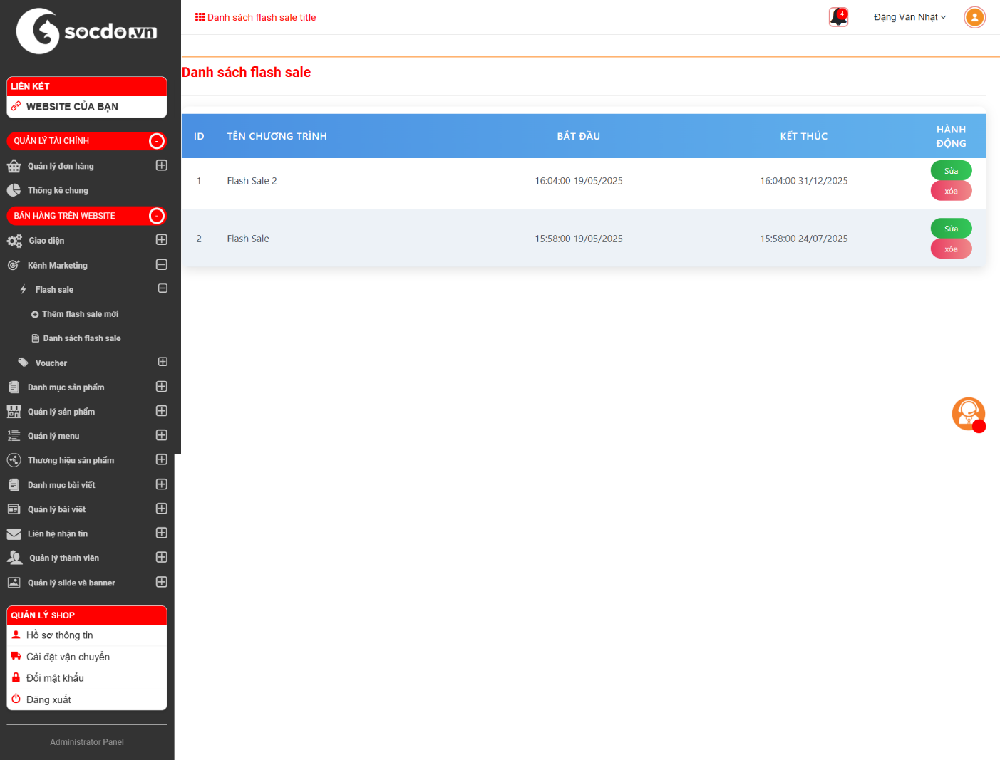 socdo.vn
LIÊN KẾT
WEBSITE CỦA BẠN
QUẢN LÝ TÀI CHÍNH
-
Quản lý đơn hàng
Thống kê chung
BÁN HÀNG TRÊN WEBSITE
-
Giao diện
Kênh Marketing
Flash sale
Thêm flash sale mới
Danh sách flash sale
Voucher
Danh mục sản phẩm
Quản lý sản phẩm
Quản lý menu
Thương hiệu sản phẩm
Danh mục bài viết
Quản lý bài viết
Liên hệ nhận tin
Quản lý thành viên
Quản lý slide và banner
QUẢN LÝ SHOP
Hồ sơ thông tin
Cài đặt vận chuyển
Đổi mật khẩu
Đăng xuất
Administrator Panel
Danh sách flash sale title
4
Đặng Văn Nhật
Danh sách flash sale
ID TÊN CHƯƠNG TRÌNH BẮT ĐẦU KẾT THÚC HÀNH ĐỘNG
1 Flash Sale 2 16:04:00 19/05/2025 16:04:00 31/12/2025 Sửa
xóa
2 Flash Sale 15:58:00 19/05/2025 15:58:00 24/07/2025 Sửa
xóa